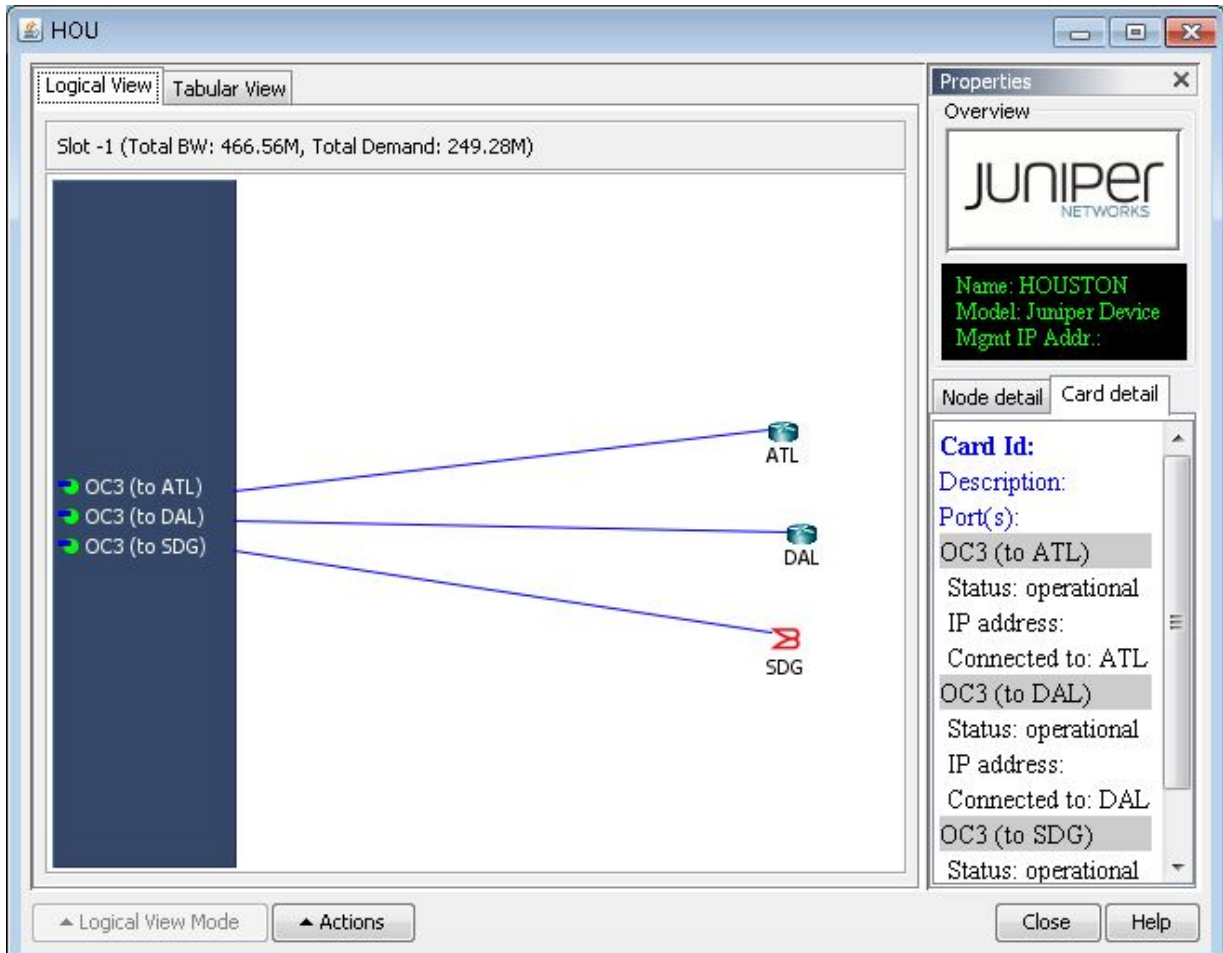 HOU
Logical View
Tabular View
Slot -1 (Total BW: 466.56M, Total Demand: 249.28M)
OC3 (to ATL)
OC3 (to DAL)
OC3 (to SDG)
ATL
DAL
SDG
Properties
Overview
JUNIPER
NETWORKS
Name: HOUSTON
Model: Juniper Device
Mgmt IP Addr.:
Node detail
Card detail
Card Id:
Description:
Port(s):
OC3 (to ATL)
Status: operational
IP address:
Connected to: ATL
OC3 (to DAL)
Status: operational
IP address:
Connected to: DAL
OC3 (to SDG)
Status: operational
Logical View Mode
Actions
Close
Help